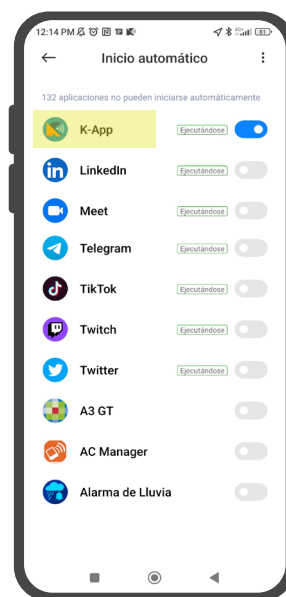 12:14 PM
81
Inicio automático
132 aplicaciones no pueden iniciarse automáticamente
K-App Ejecutándose
LinkedIn Ejecutándose
Meet Ejecutándose
Telegram Ejecutándose
TikTok Ejecutándose
Twitch Ejecutándose
Twitter Ejecutándose
A3 GT
AC Manager
Alarma de Lluvia